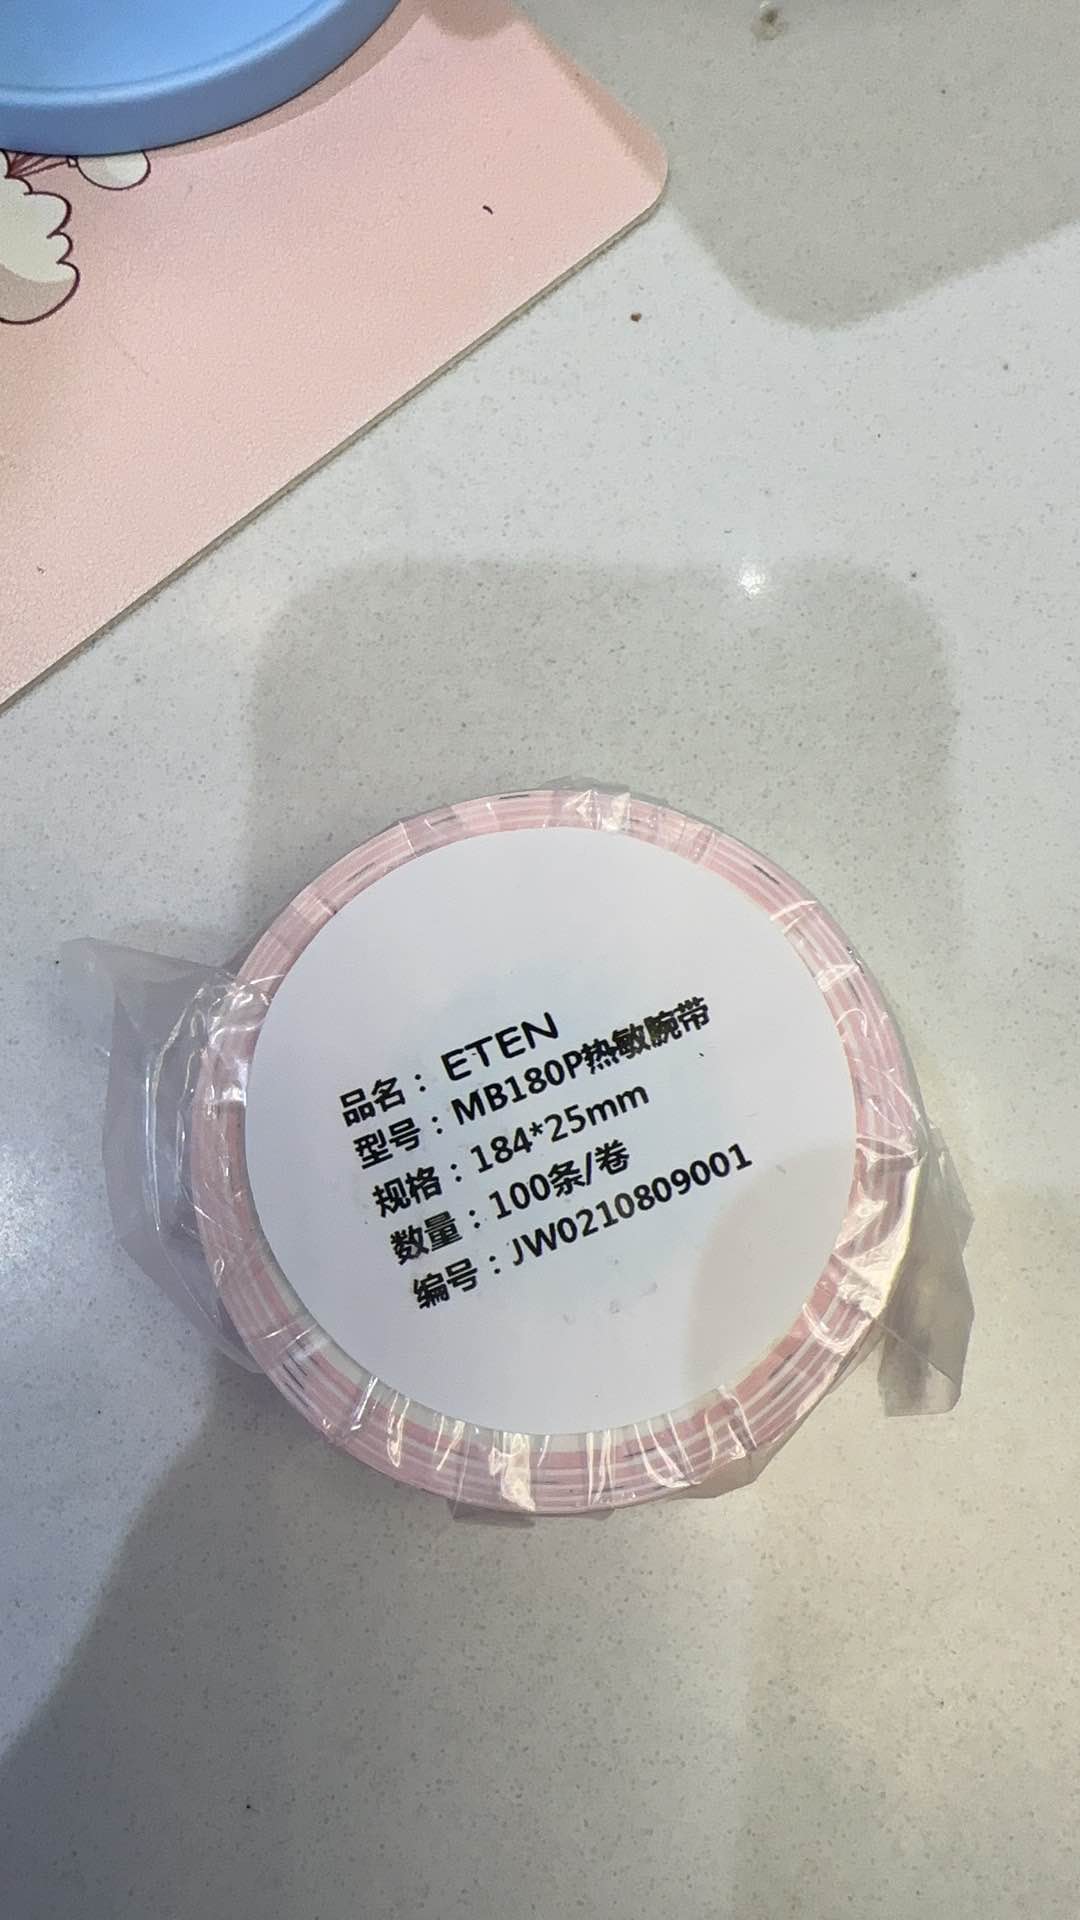 品名：ETEN
型号：MB180P热敏腕带
规格：184*25mm
数量：100条/卷
编号：JW0210809001